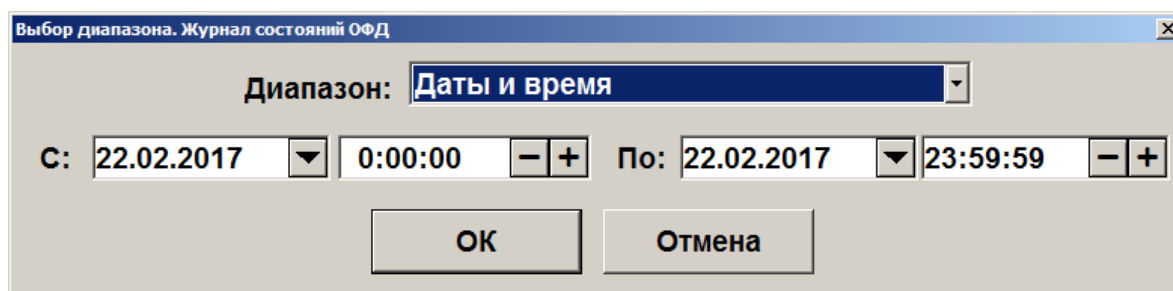 Выбор диапазона. Журнал состояний ОФД
Диапазон: Даты и время
С: 22.02.2017 0:00:00 По: 22.02.2017 23:59:59
ОК Отмена